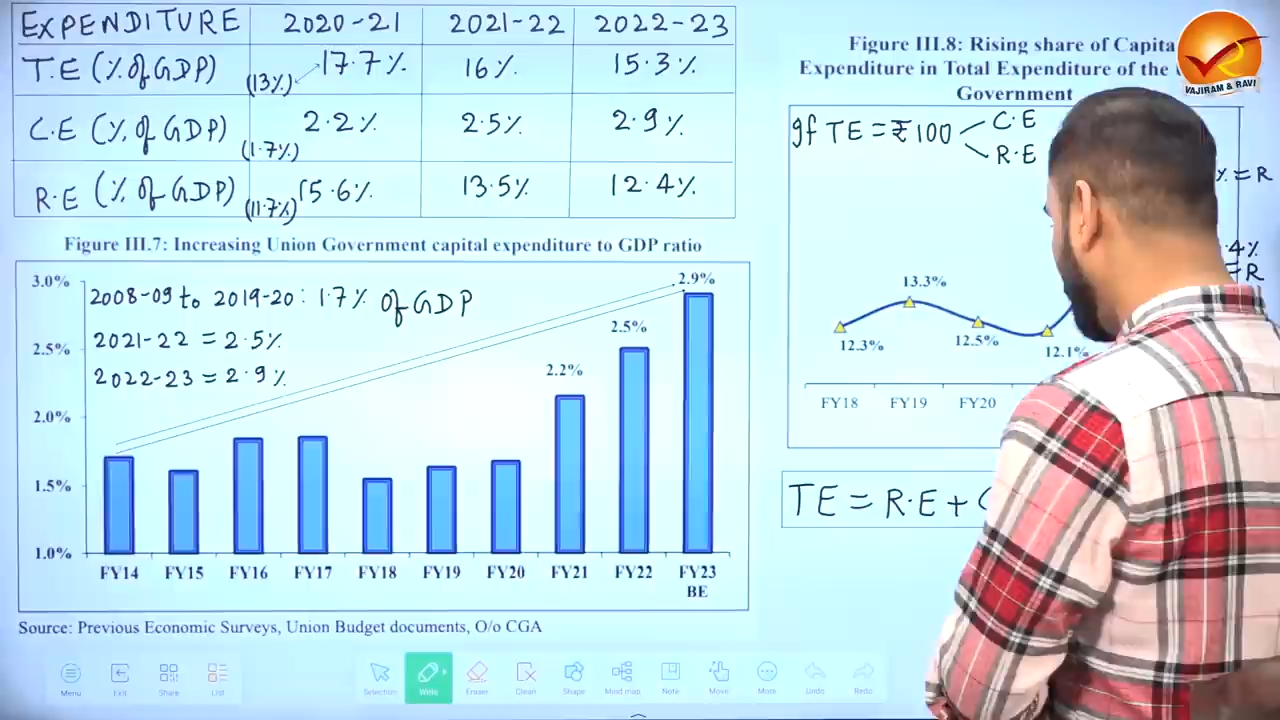 EXPENDITURE 2020-21 2021-22 2022-23
T.E (% of GDP) (13%) 17.7% 16% 15.3%
C.E (% of GDP) (1.7%) 2.2% 2.5% 2.9%
R.E (% of GDP) (11.7%) 15.6% 13.5% 12.4%
Figure III.7: Increasing Union Government capital expenditure to GDP ratio
3.0%
2.5%
2.0%
1.5%
1.0%
2008-09 to 2019-20 : 1.7% of GDP
2021-22 = 2.5%
2022-23 = 2.9%
2.2%
2.5%
2.9%
FY14 FY15 FY16 FY17 FY18 FY19 FY20 FY21 FY22 FY23
BE
Source: Previous Economic Surveys, Union Budget documents, O/o CGA
Figure III.8: Rising share of Capita
Expenditure in Total Expenditure of the
Government
gf TE = ₹100
C.E
R.E
% = R
.4%
= R
12.3% 13.3% 12.5% 12.1%
FY18 FY19 FY20
TE = R.E +
VAJIRAM & RAVI
Menu Exit Share List Selection Write Eraser Clean Shape Mind map Note Move More Undo Redo